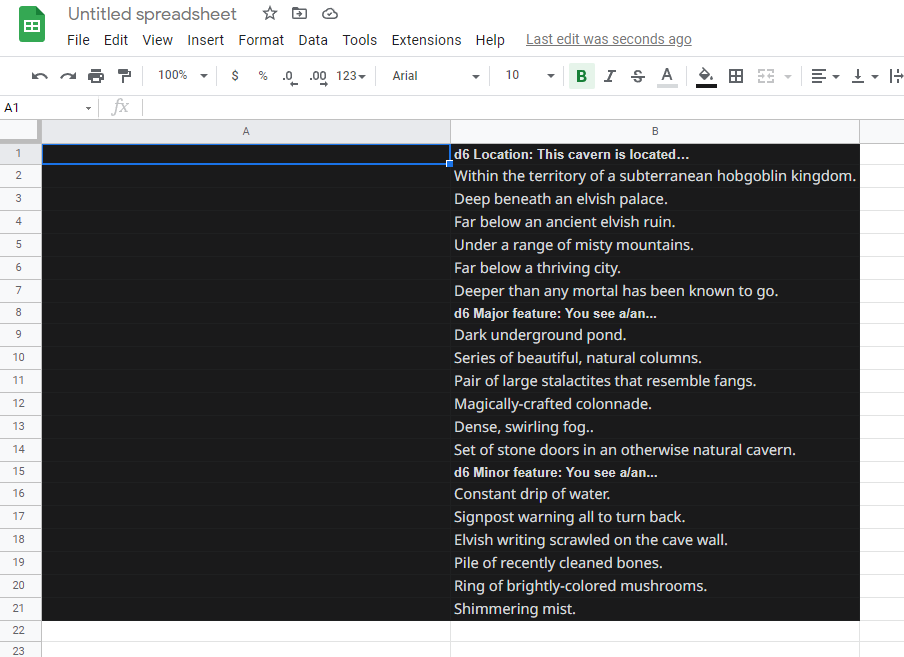 Untitled spreadsheet
File Edit View Insert Format Data Tools Extensions Help Last edit was seconds ago
100% $ % .0 .00 123 Arial 10 B I S A
A1 fx
A B
1 d6 Location: This cavern is located…
2 Within the territory of a subterranean hobgoblin kingdom.
3 Deep beneath an elvish palace.
4 Far below an ancient elvish ruin.
5 Under a range of misty mountains.
6 Far below a thriving city.
7 Deeper than any mortal has been known to go.
8 d6 Major feature: You see a/an...
9 Dark underground pond.
10 Series of beautiful, natural columns.
11 Pair of large stalactites that resemble fangs.
12 Magically-crafted colonnade.
13 Dense, swirling fog..
14 Set of stone doors in an otherwise natural cavern.
15 d6 Minor feature: You see a/an...
16 Constant drip of water.
17 Signpost warning all to turn back.
18 Elvish writing scrawled on the cave wall.
19 Pile of recently cleaned bones.
20 Ring of brightly-colored mushrooms.
21 Shimmering mist.
22
23